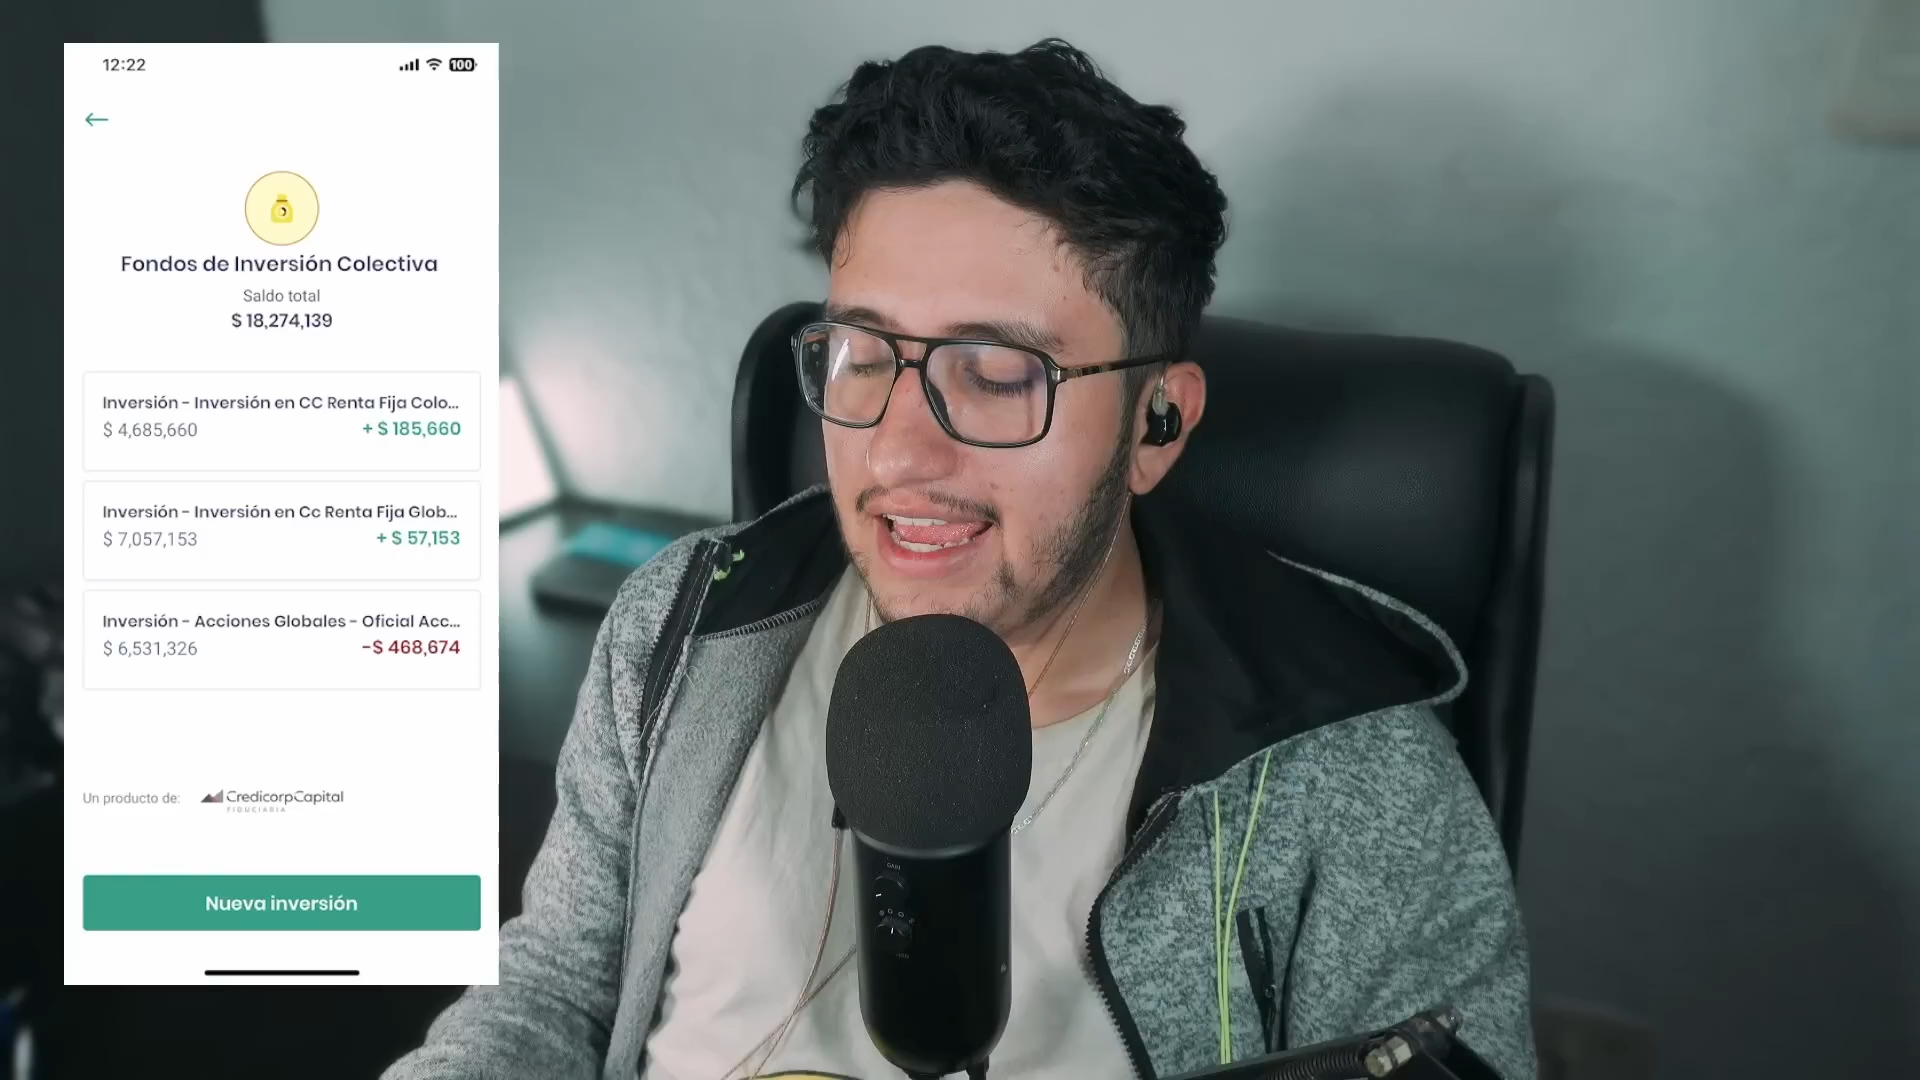 12:22
100
Fondos de Inversión Colectiva
Saldo total
$ 18,274,139
Inversión - Inversión en CC Renta Fija Colo...
$ 4,685,660
+ $ 185,660
Inversión - Inversión en Cc Renta Fija Glob...
$ 7,057,153
+ $ 57,153
Inversión - Acciones Globales - Oficial Acc...
$ 6,531,326
-$ 468,674
Un producto de:
CredicorpCapital
FIDUCIARIA
Nueva inversión
GAIN